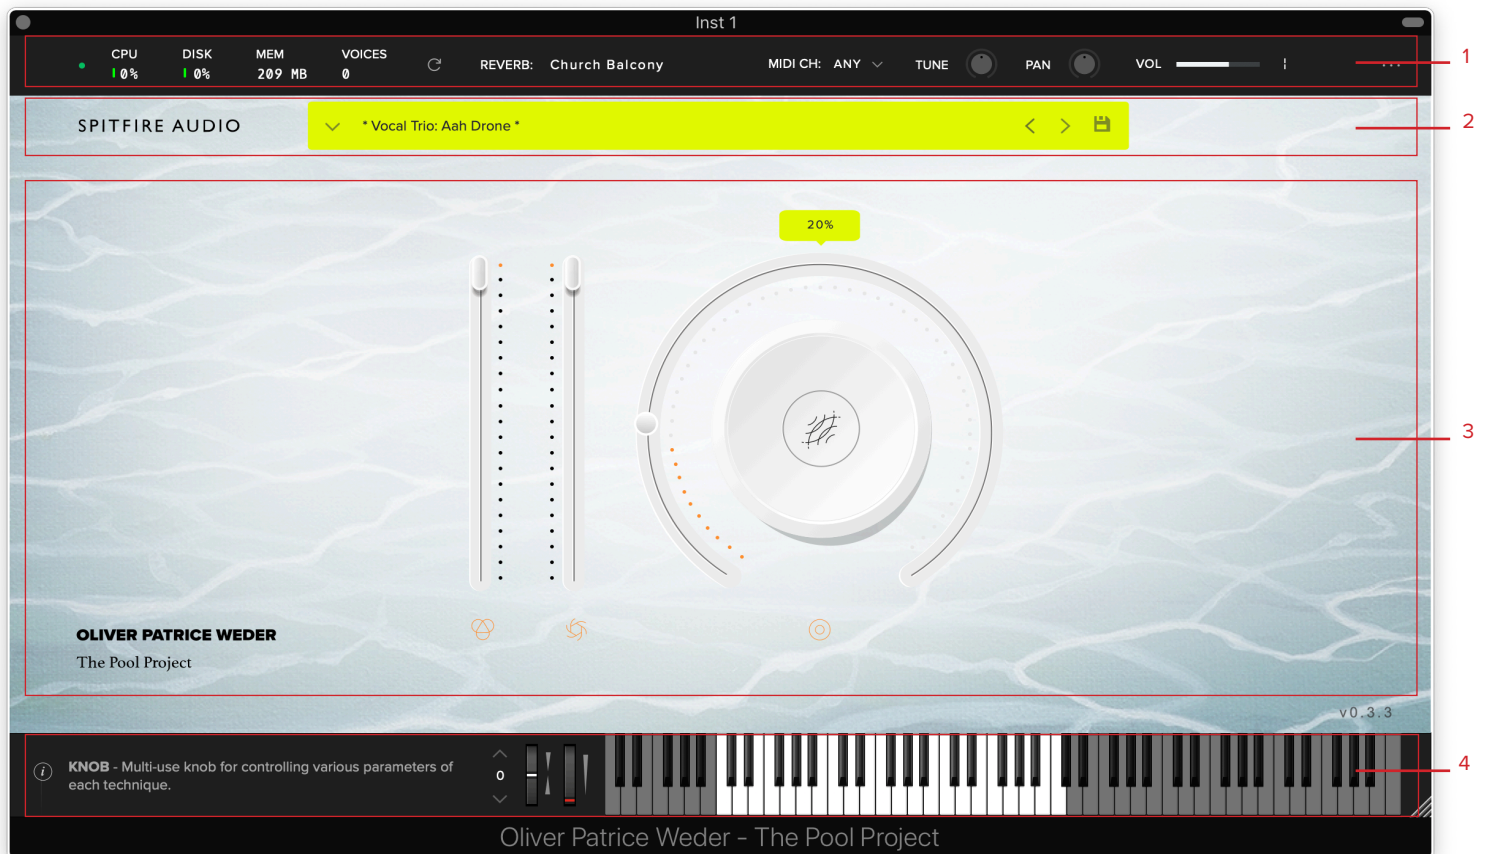 Inst 1
CPU DISK MEM VOICES
0% 0% 209 MB 0
REVERB: Church Balcony MIDI CH: ANY TUNE PAN VOL
1
SPITFIRE AUDIO * Vocal Trio: Aah Drone *
2
20%
3
OLIVER PATRICE WEDER
The Pool Project
v0.3.3
KNOB - Multi-use knob for controlling various parameters of
each technique.
0
4
Oliver Patrice Weder - The Pool Project